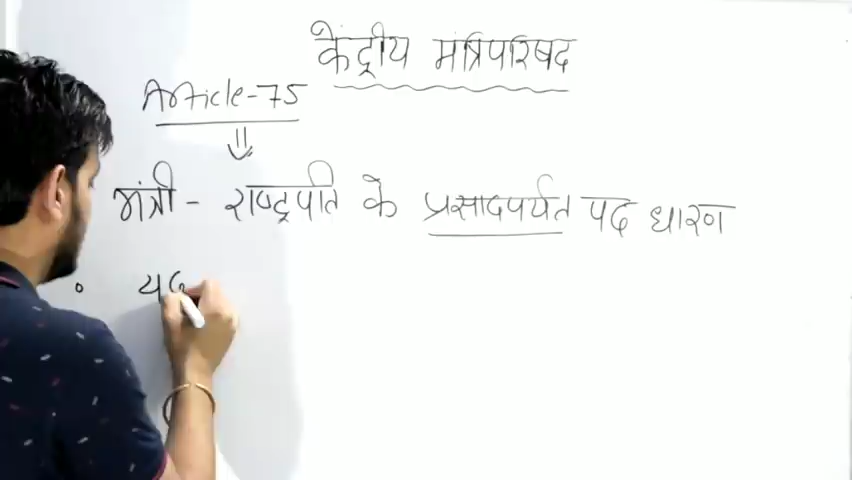 केंद्रीय मंत्रिपरिषद
Article-75
मंत्री - राष्ट्रपति के प्रसादपर्यंत पद धारण